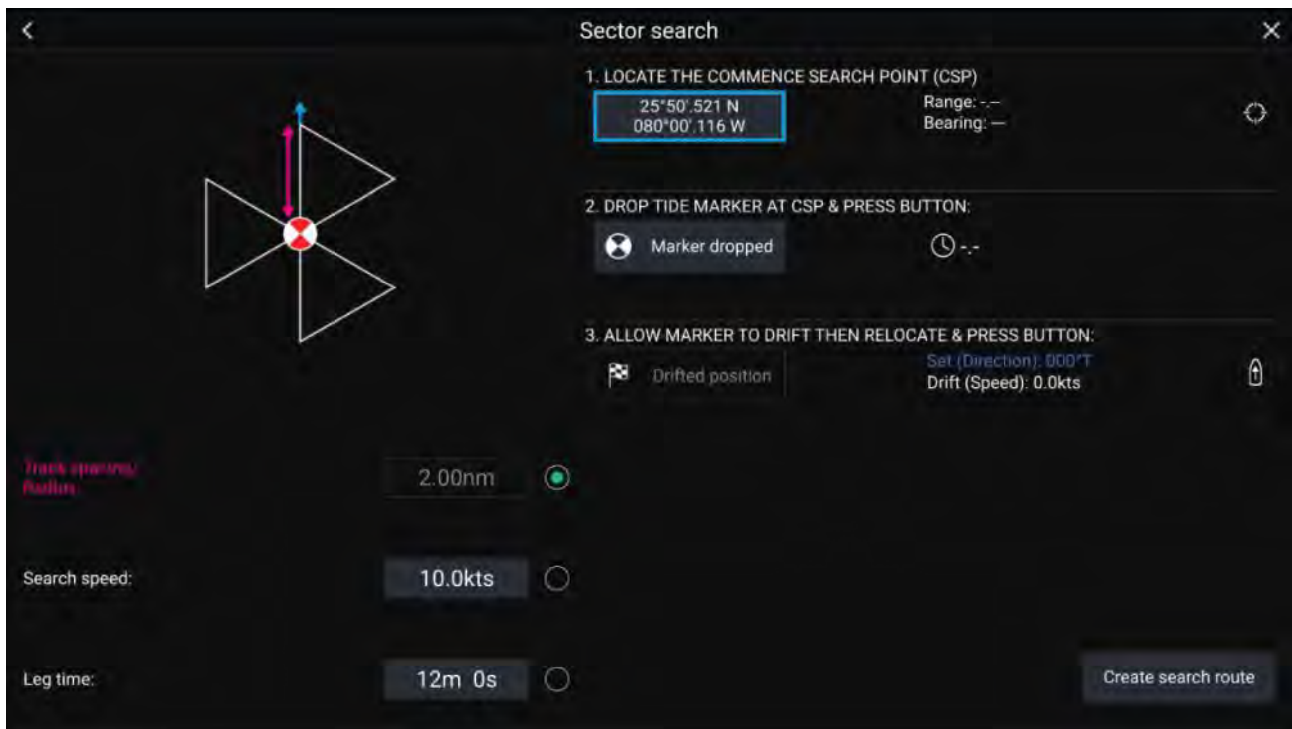 Sector search
1. LOCATE THE COMMENCE SEARCH POINT (CSP)
25°50'.521 N
080°00'.116 W
Range: -.--
Bearing: ---
2. DROP TIDE MARKER AT CSP & PRESS BUTTON:
Marker dropped
-.-
3. ALLOW MARKER TO DRIFT THEN RELOCATE & PRESS BUTTON:
Drifted position
Set (Direction): 000°T
Drift (Speed): 0.0kts
Track spacing/
Radius:
2.00nm
Search speed:
10.0kts
Leg time:
12m 0s
Create search route